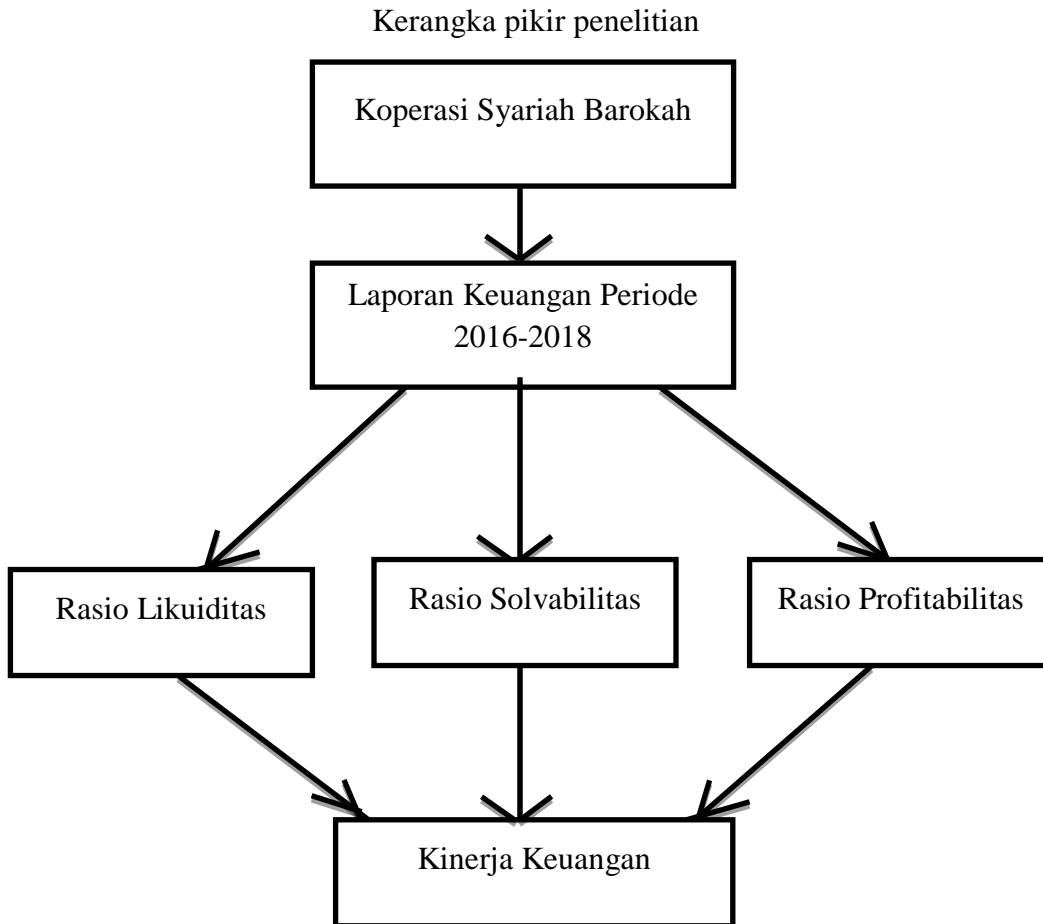 Kerangka pikir penelitian
Koperasi Syariah Barokah
Laporan Keuangan Periode
2016-2018
Rasio Likuiditas
Rasio Solvabilitas
Rasio Profitabilitas
Kinerja Keuangan